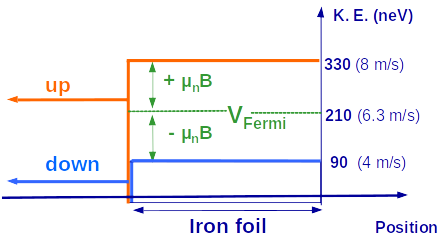 K. E. (neV)
330 (8 m/s)
+ μnB
up
VFermi
210 (6.3 m/s)
- μnB
down
90 (4 m/s)
Iron foil
Position